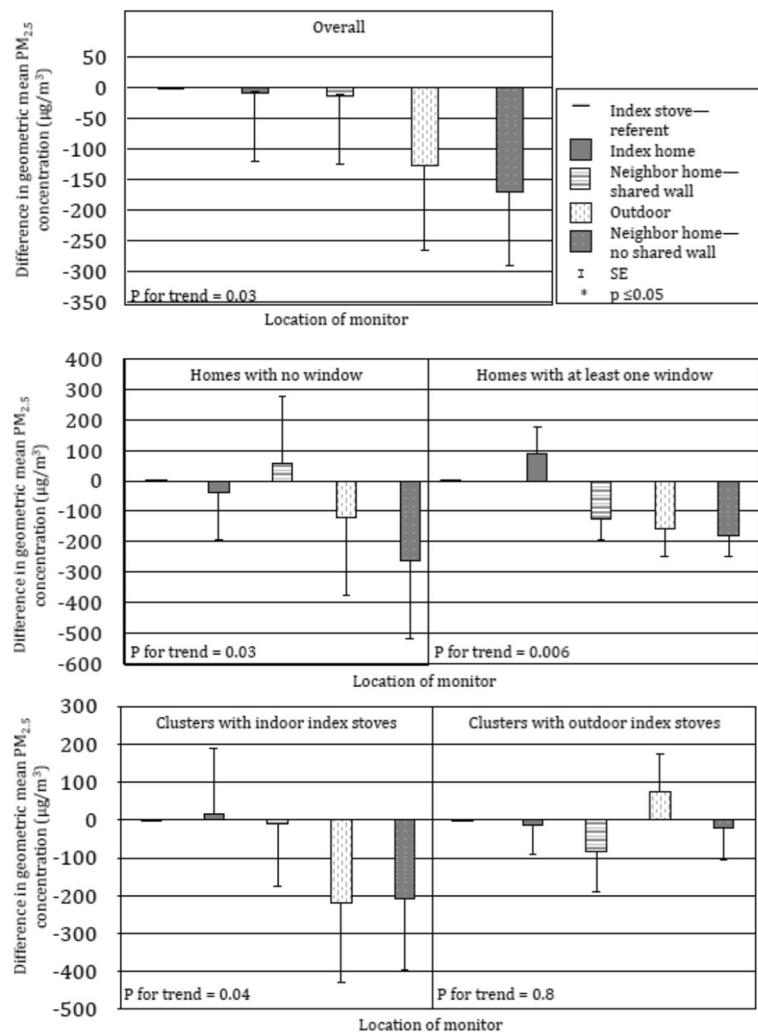 Overall
Difference in geometric mean PM2.5
concentration (μg/m3)
50
0
-50
-100
-150
-200
-250
-300
-350
P for trend = 0.03
Location of monitor
Index stove—
referent
Index home
Neighbor home—
shared wall
Outdoor
Neighbor home—
no shared wall
SE
* p ≤0.05
Difference in geometric mean PM2.5
concentration (μg/m3)
400
300
200
100
0
-100
-200
-300
-400
-500
-600
Homes with no window
Homes with at least one window
P for trend = 0.03
P for trend = 0.006
Location of monitor
Difference in geometric mean PM2.5
concentration (μg/m3)
300
200
100
0
-100
-200
-300
-400
-500
Clusters with indoor index stoves
Clusters with outdoor index stoves
P for trend = 0.04
P for trend = 0.8
Location of monitor